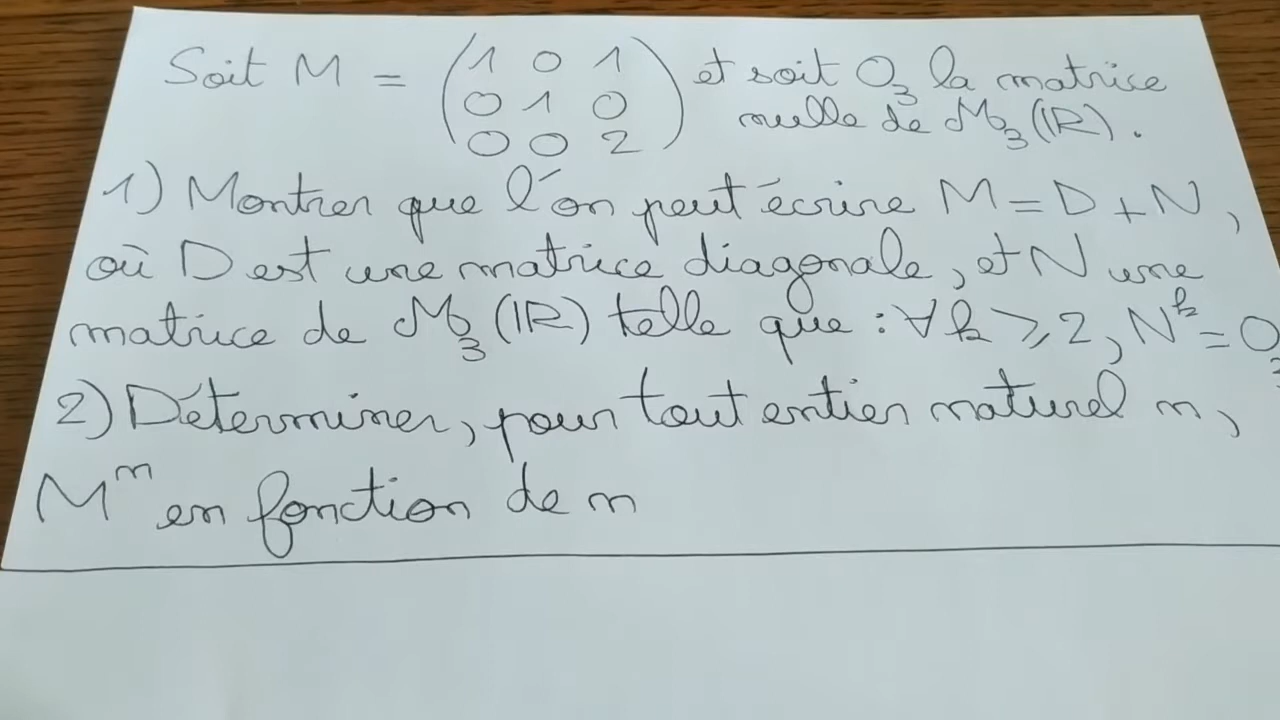 Soit M = (1 0 1
0 1 0
0 0 2) et soit O₃ la matrice
nulle de M₃(ℝ).
1) Montrer que l'on peut écrire M = D + N,
où D est une matrice diagonale, et N une
matrice de M₃(ℝ) telle que : ∀k ≥ 2, Nᵏ = O₃
2) Déterminer, pour tout entier naturel n,
Mⁿ en fonction de n